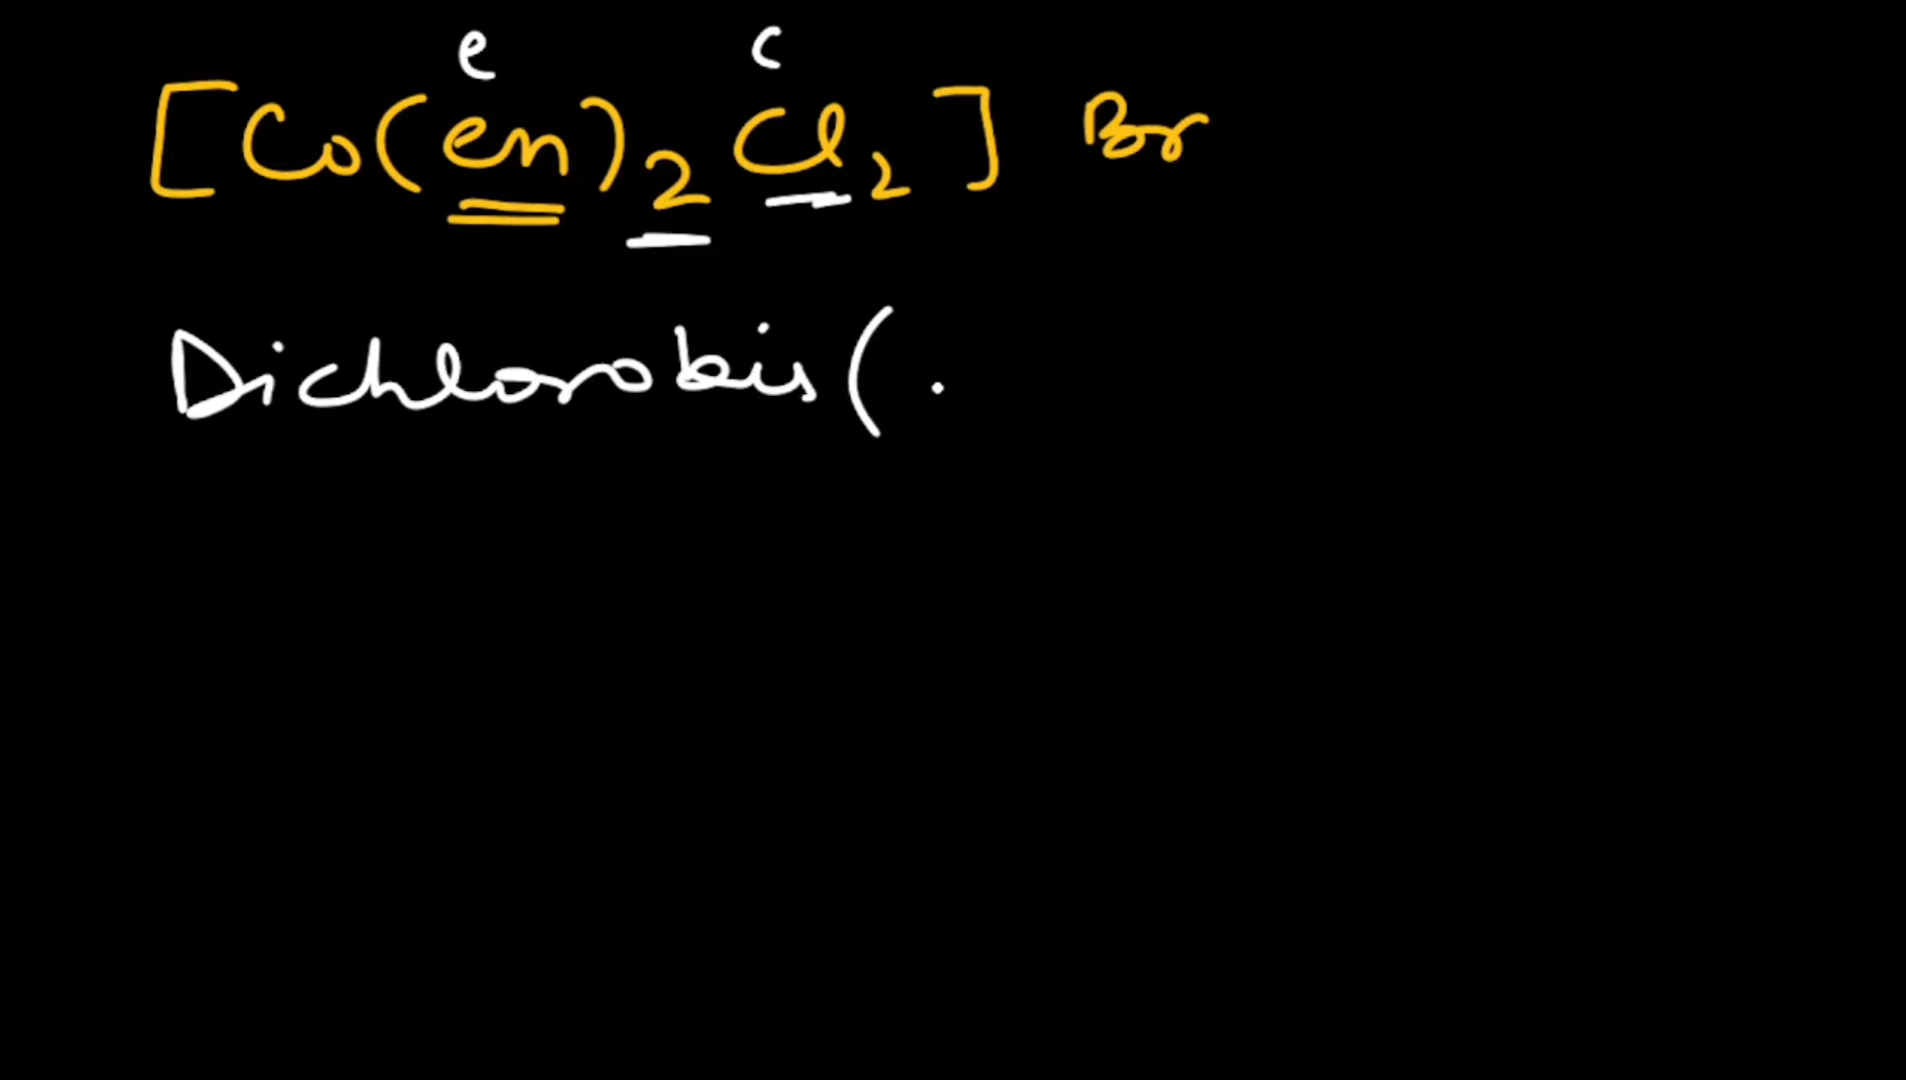 e c
[Co(en)₂Cl₂] Br
Dichlorobis(.